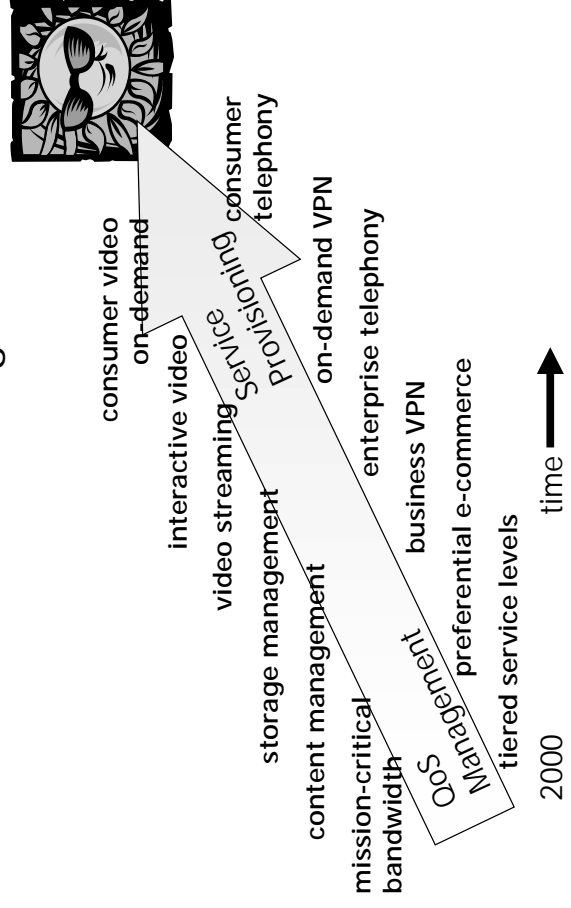 consumer video
on-demand
interactive video
video streaming
storage management
content management
mission-critical
bandwidth
Service
Provisioning
QoS
Management
consumer
telephony
on-demand VPN
enterprise telephony
business VPN
preferential e-commerce
tiered service levels
2000
time